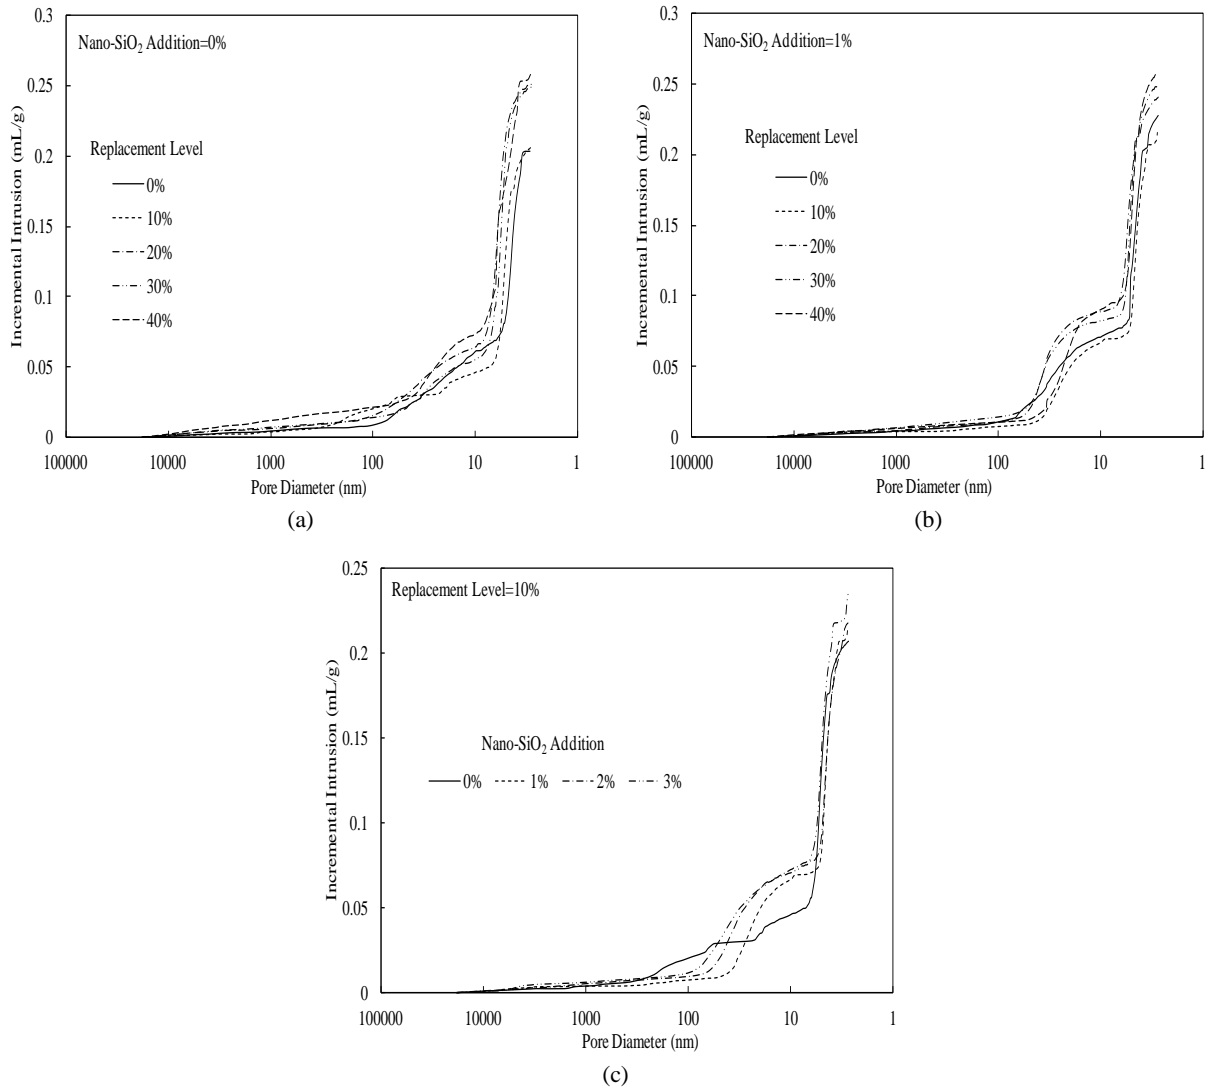 Nano-SiO2 Addition=0%
Incremental Intrusion (mL/g)
0.3
0.25
0.2
0.15
0.1
0.05
0
Replacement Level
0%
10%
20%
30%
40%
100000 10000 1000 100 10 1
Pore Diameter (nm)
(a)
Nano-SiO2 Addition=1%
Incremental Intrusion (mL/g)
0.3
0.25
0.2
0.15
0.1
0.05
0
Replacement Level
0%
10%
20%
30%
40%
100000 10000 1000 100 10 1
Pore Diameter (nm)
(b)
Replacement Level=10%
Incremental Intrusion (mL/g)
0.25
0.2
0.15
0.1
0.05
0
Nano-SiO2 Addition
0% 1% 2% 3%
100000 10000 1000 100 10 1
Pore Diameter (nm)
(c)